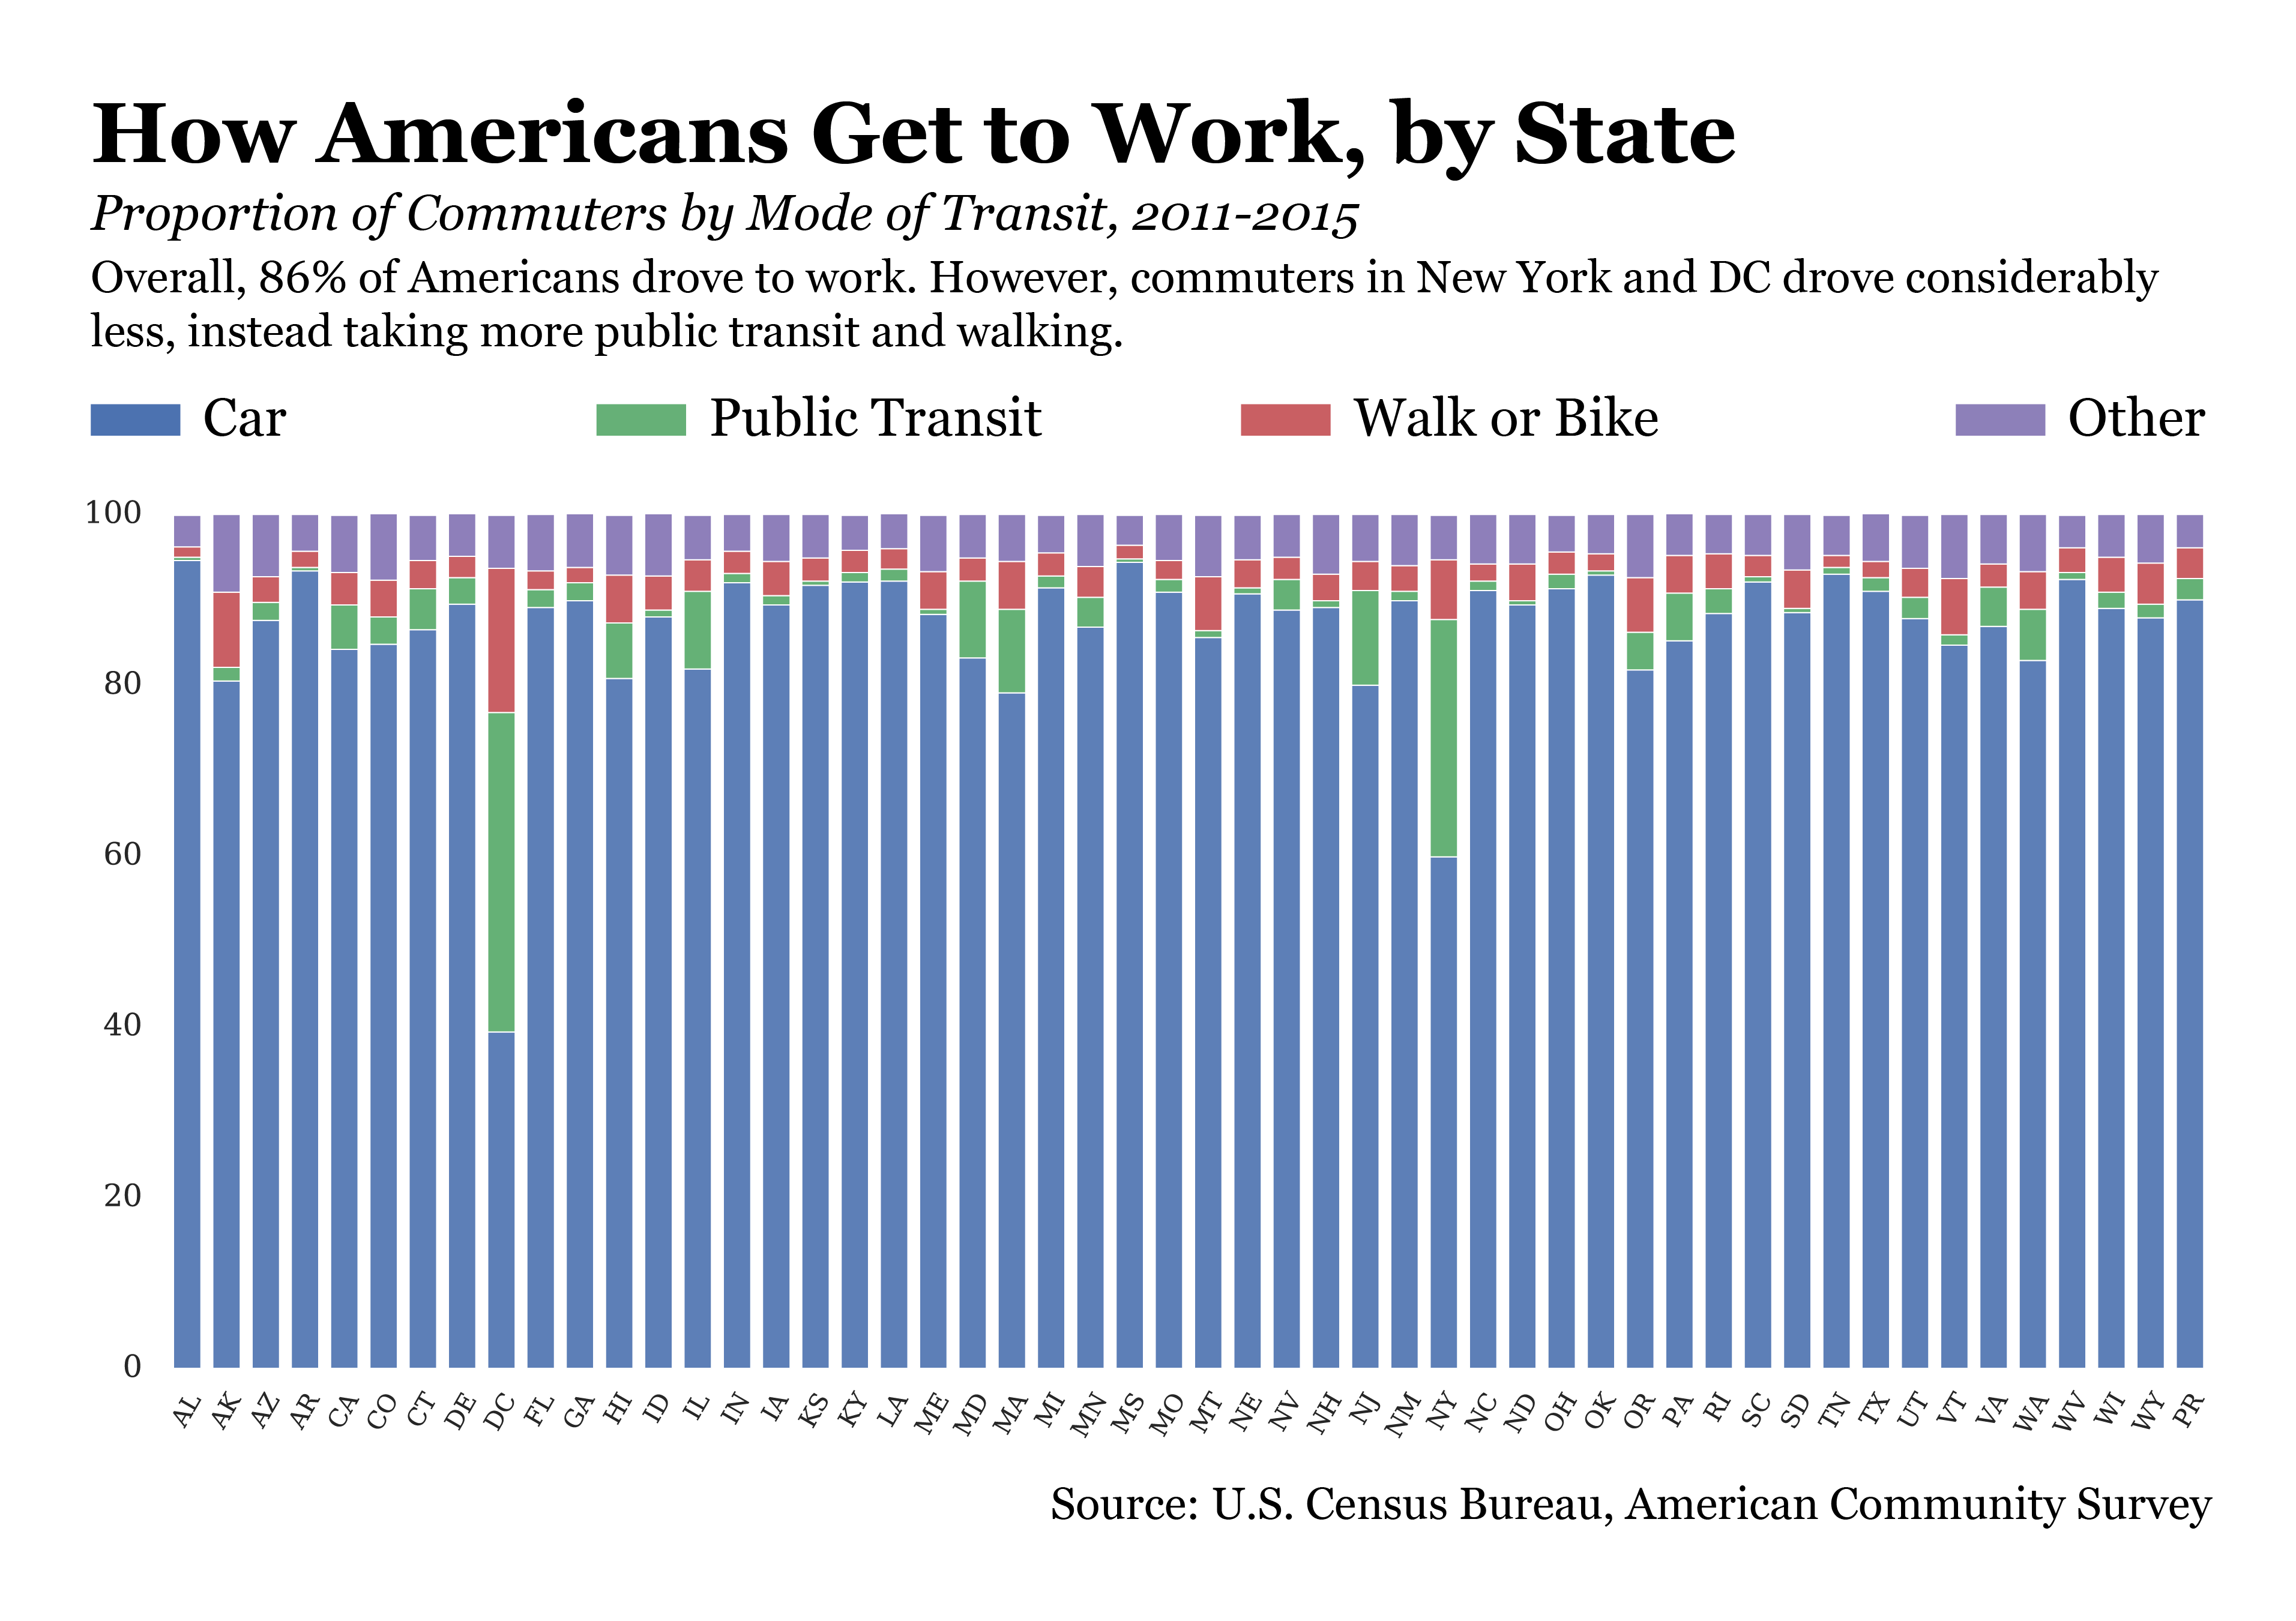 How Americans Get to Work, by State
Proportion of Commuters by Mode of Transit, 2011-2015
Overall, 86% of Americans drove to work. However, commuters in New York and DC drove considerably
less, instead taking more public transit and walking.
Car Public Transit Walk or Bike Other
100
80
60
40
20
0
AL AK AZ AR CA CO CT DE DC FL GA HI ID IL IN IA KS KY LA ME MD MA MI MN MS MO MT NE NV NH NJ NM NY NC ND OH OK OR PA RI SC SD TN TX UT VT VA WA WV WI WY PR
Source: U.S. Census Bureau, American Community Survey